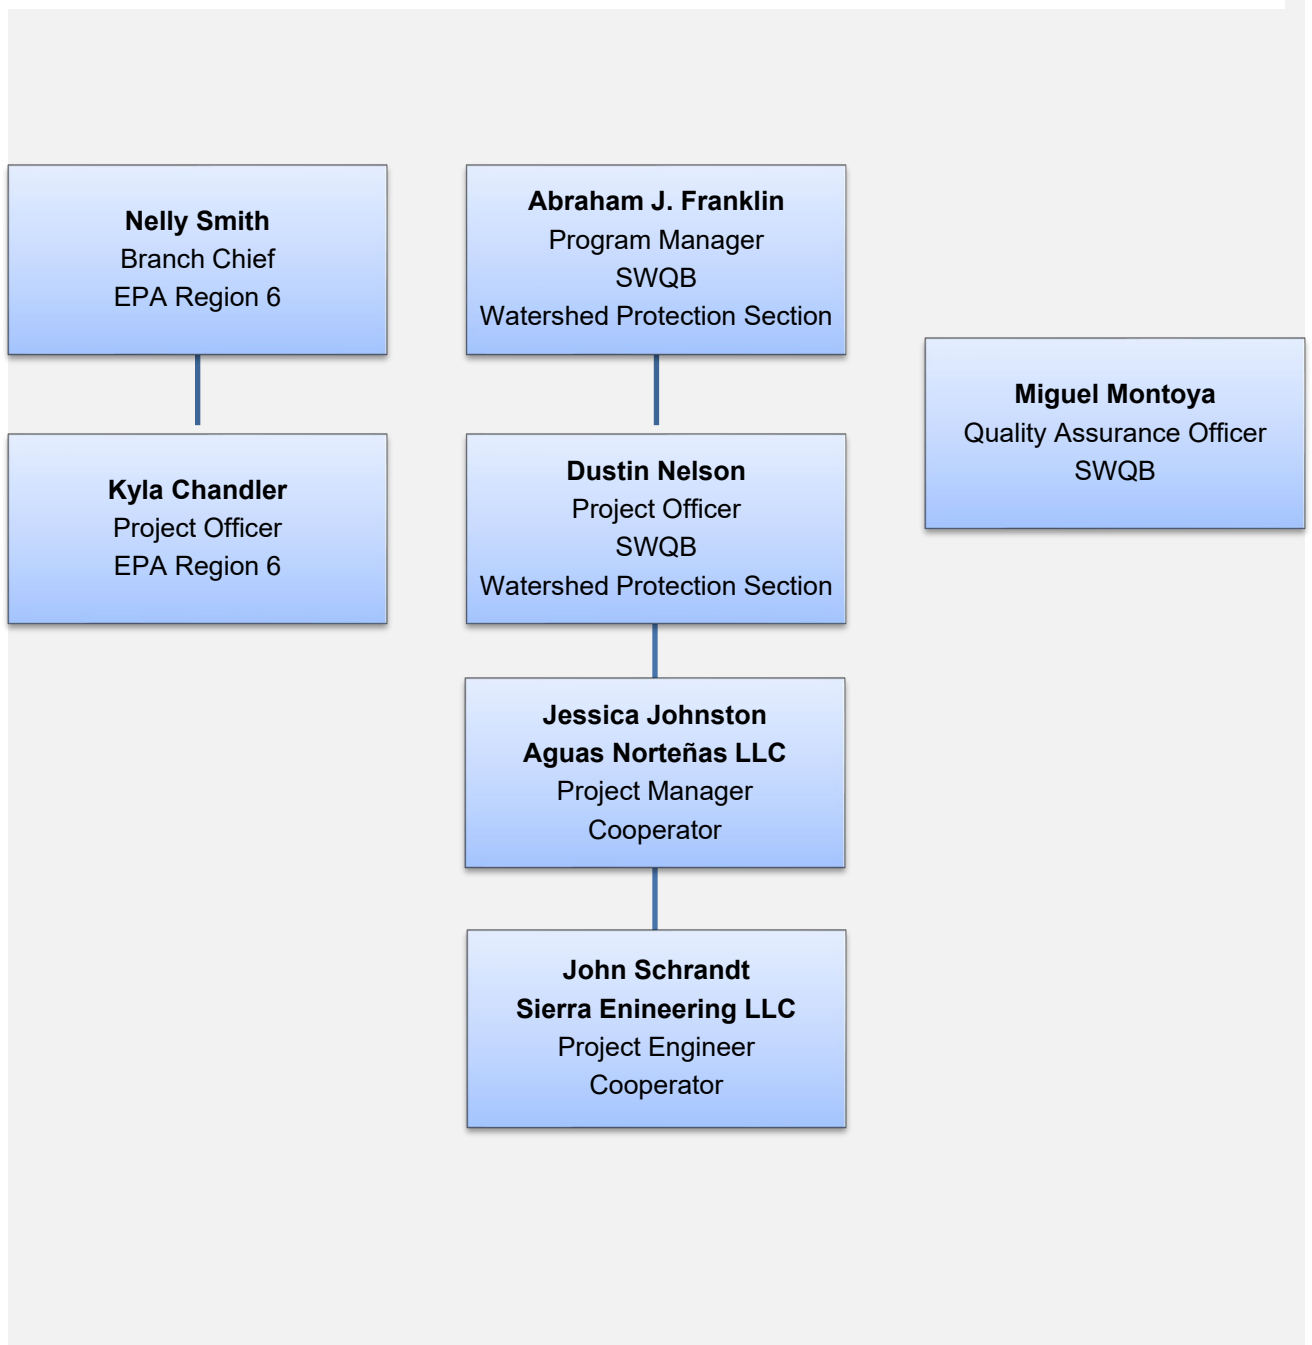 Nelly Smith
Branch Chief
EPA Region 6
Abraham J. Franklin
Program Manager
SWQB
Watershed Protection Section
Miguel Montoya
Quality Assurance Officer
SWQB
Kyla Chandler
Project Officer
EPA Region 6
Dustin Nelson
Project Officer
SWQB
Watershed Protection Section
Jessica Johnston
Aguas Norteñas LLC
Project Manager
Cooperator
John Schrandt
Sierra Enineering LLC
Project Engineer
Cooperator